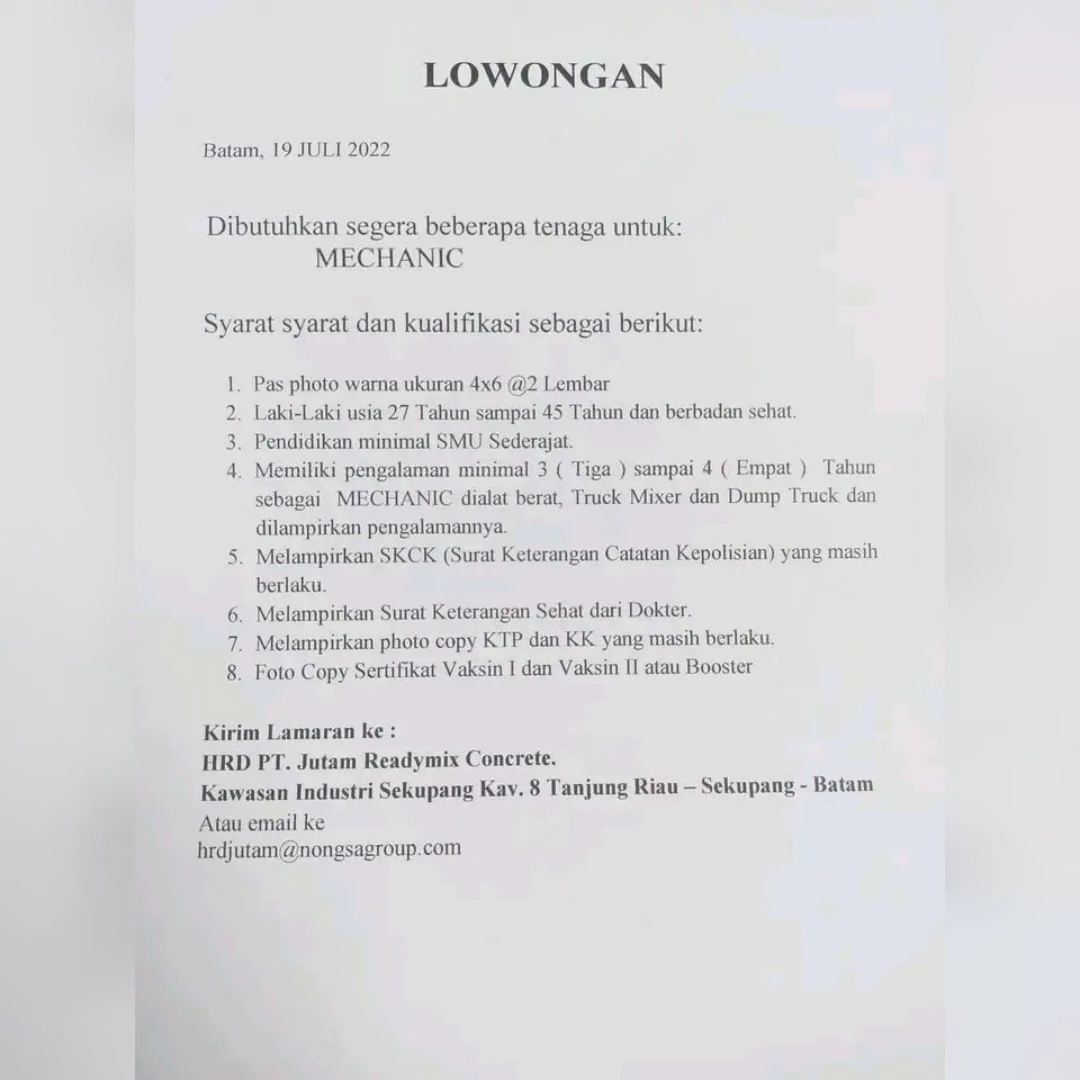 LOWONGAN
Batam, 19 JULI 2022
Dibutuhkan segera beberapa tenaga untuk:
MECHANIC
Syarat syarat dan kualifikasi sebagai berikut:
1. Pas photo warna ukuran 4x6 @2 Lembar
2. Laki-Laki usia 27 Tahun sampai 45 Tahun dan berbadan sehat.
3. Pendidikan minimal SMU Sederajat.
4. Memiliki pengalaman minimal 3 ( Tiga ) sampai 4 ( Empat ) Tahun
sebagai MECHANIC dialat berat, Truck Mixer dan Dump Truck dan
dilampirkan pengalamannya.
5. Melampirkan SKCK (Surat Keterangan Catatan Kepolisian) yang masih
berlaku.
6. Melampirkan Surat Keterangan Sehat dari Dokter.
7. Melampirkan photo copy KTP dan KK yang masih berlaku.
8. Foto Copy Sertifikat Vaksin I dan Vaksin II atau Booster
Kirim Lamaran ke :
HRD PT. Jutam Readymix Concrete.
Kawasan Industri Sekupang Kav. 8 Tanjung Riau – Sekupang - Batam
Atau email ke
hrdjutam@nongsagroup.com